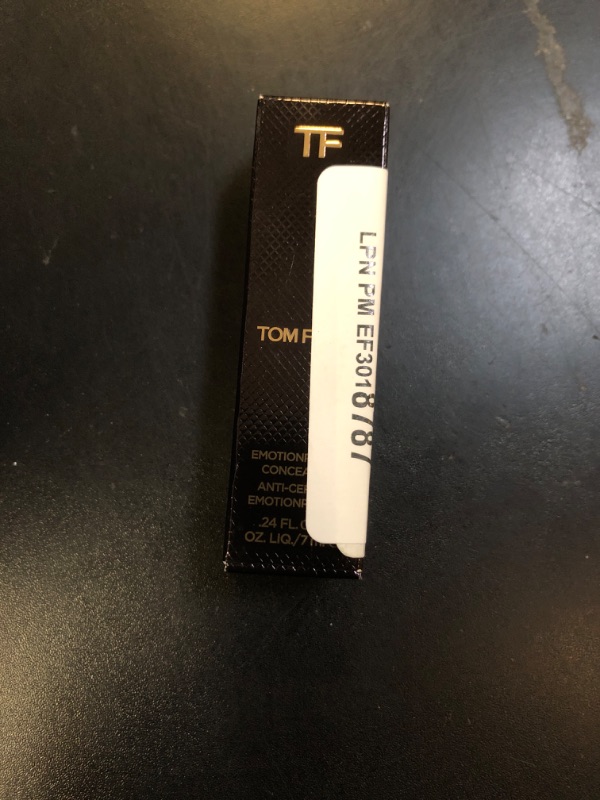 TF
TOM F
EMOTIONP
CONCEA
ANTI-CER
EMOTIONP
.24 FL.
OZ. LIQ./7 m
LPN PM EF3018787